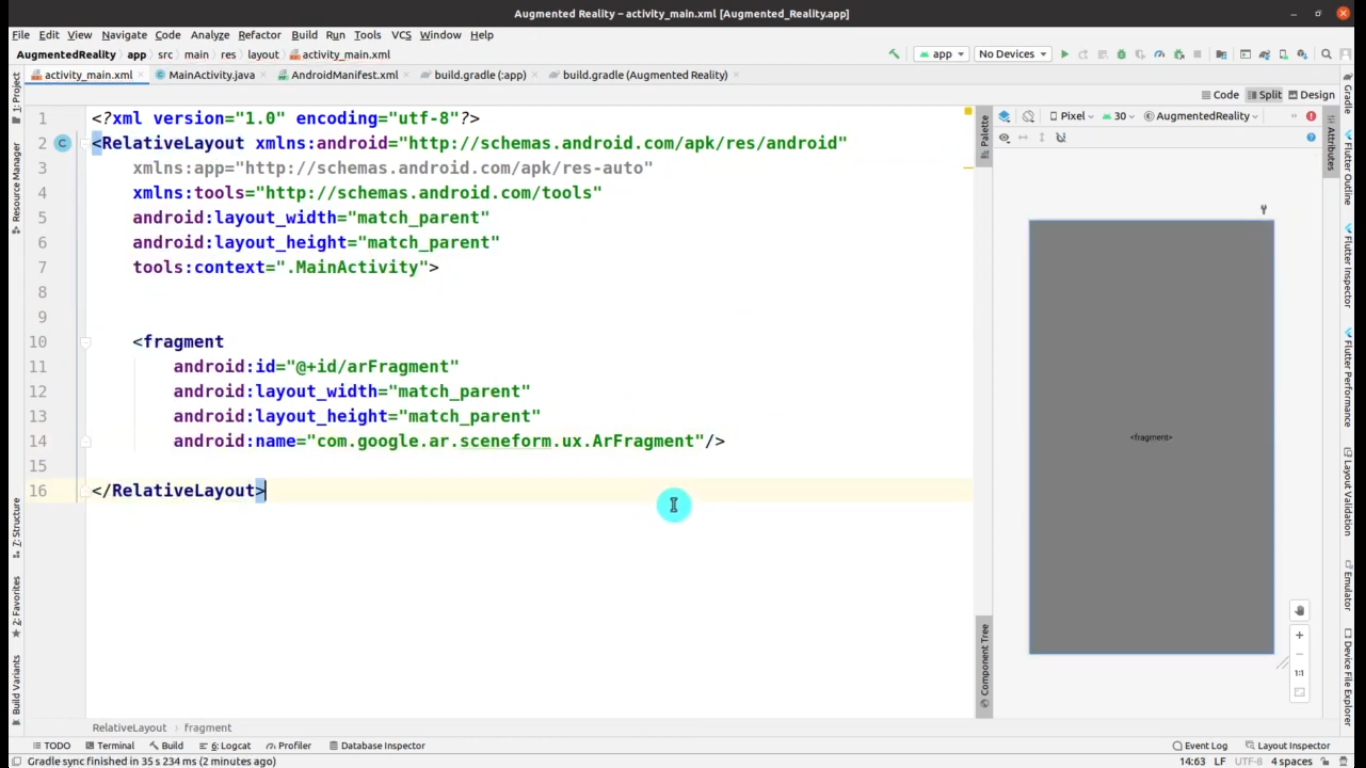 Augmented Reality – activity_main.xml [Augmented_Reality.app]
File Edit View Navigate Code Analyze Refactor Build Run Tools VCS Window Help
AugmentedReality app src main res layout activity_main.xml
app No Devices
activity_main.xml MainActivity.java AndroidManifest.xml build.gradle (:app) build.gradle (Augmented Reality)
Code Split Design
Pixel 30 AugmentedReality
1 <?xml version="1.0" encoding="utf-8"?>
2 <RelativeLayout xmlns:android="http://schemas.android.com/apk/res/android"
3 xmlns:app="http://schemas.android.com/apk/res-auto"
4 xmlns:tools="http://schemas.android.com/tools"
5 android:layout_width="match_parent"
6 android:layout_height="match_parent"
7 tools:context=".MainActivity">
8
9
10 <fragment
11 android:id="@+id/arFragment"
12 android:layout_width="match_parent"
13 android:layout_height="match_parent"
14 android:name="com.google.ar.sceneform.ux.ArFragment"/>
15
16 </RelativeLayout>
<fragment>
1:1
1: Project
Resource Manager
7: Structure
2: Favorites
Build Variants
Palette
Component Tree
Attributes
Gradle
Flutter Outline
Flutter Inspector
Flutter Performance
Layout Validation
Emulator
Device File Explorer
RelativeLayout fragment
TODO Terminal Build 6: Logcat Profiler Database Inspector Event Log Layout Inspector
Gradle sync finished in 35 s 234 ms (2 minutes ago) 14:63 LF UTF-8 4 spaces